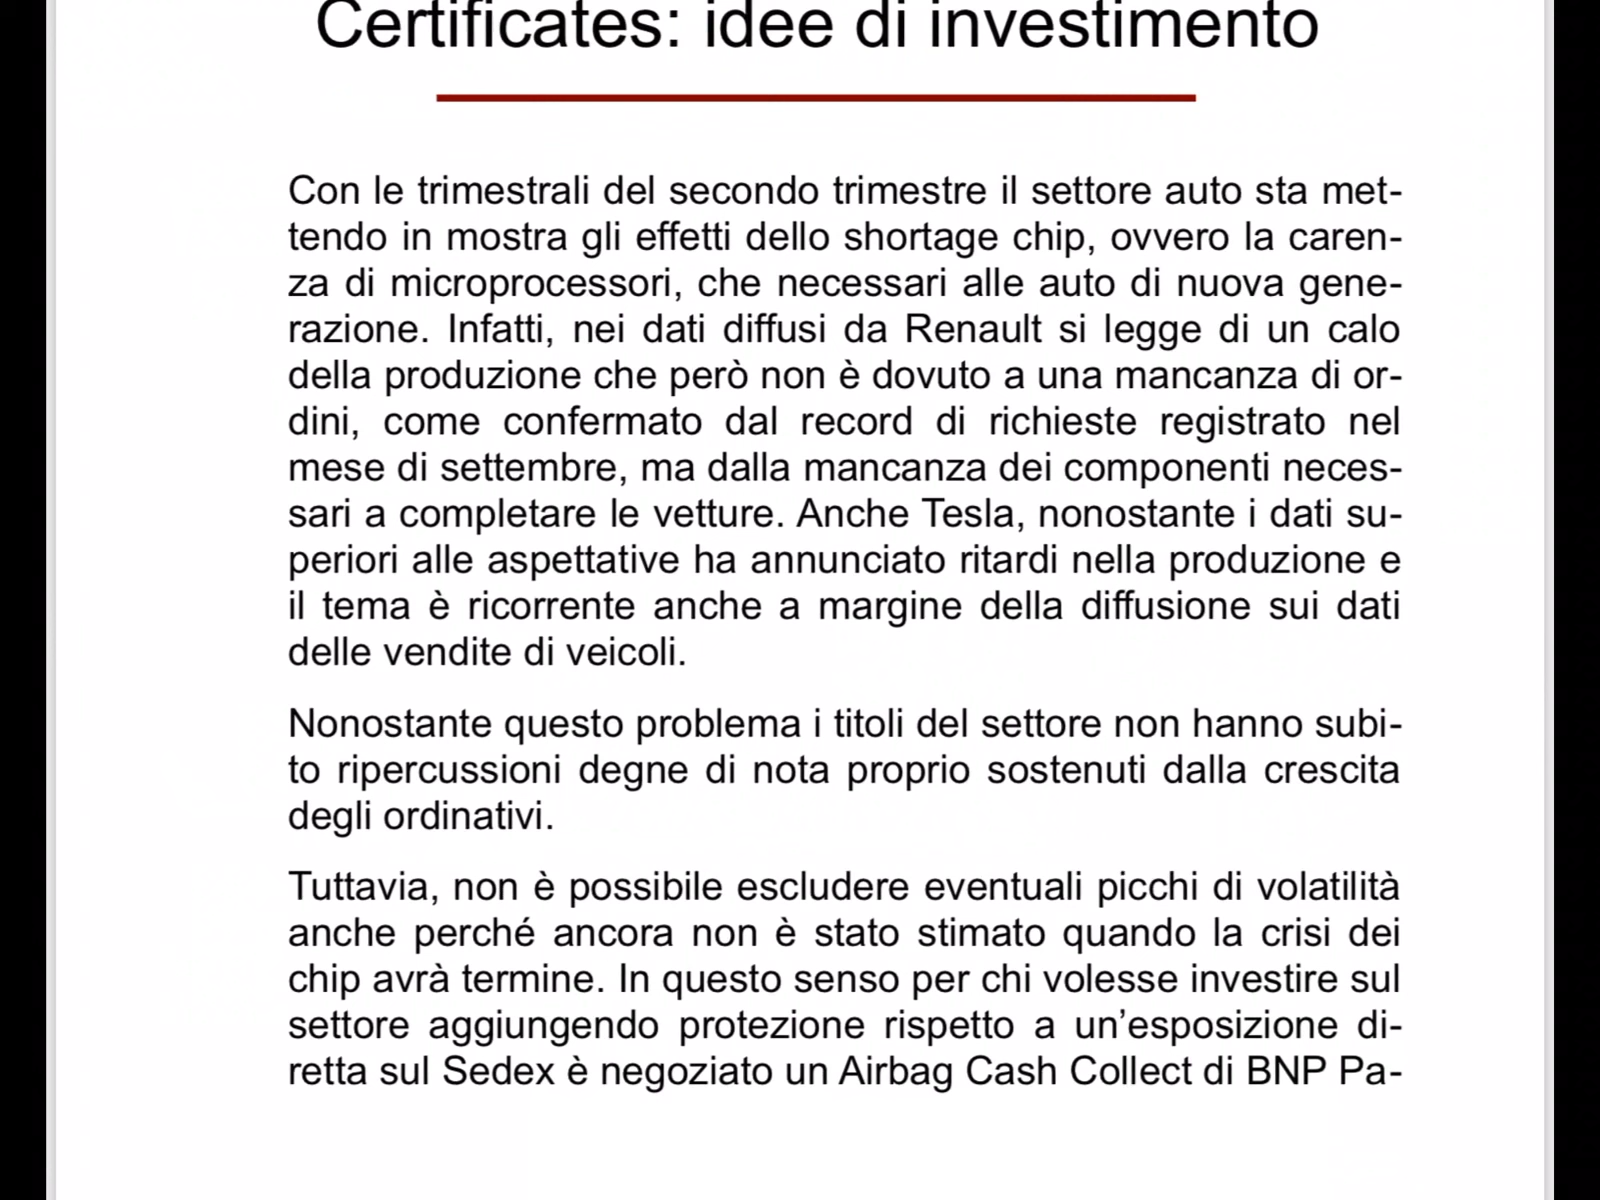 Certificates: idee di investimento
Con le trimestrali del secondo trimestre il settore auto sta met-
tendo in mostra gli effetti dello shortage chip, ovvero la caren-
za di microprocessori, che necessari alle auto di nuova gene-
razione. Infatti, nei dati diffusi da Renault si legge di un calo
della produzione che però non è dovuto a una mancanza di or-
dini, come confermato dal record di richieste registrato nel
mese di settembre, ma dalla mancanza dei componenti neces-
sari a completare le vetture. Anche Tesla, nonostante i dati su-
periori alle aspettative ha annunciato ritardi nella produzione e
il tema è ricorrente anche a margine della diffusione sui dati
delle vendite di veicoli.
Nonostante questo problema i titoli del settore non hanno subi-
to ripercussioni degne di nota proprio sostenuti dalla crescita
degli ordinativi.
Tuttavia, non è possibile escludere eventuali picchi di volatilità
anche perché ancora non è stato stimato quando la crisi dei
chip avrà termine. In questo senso per chi volesse investire sul
settore aggiungendo protezione rispetto a un’esposizione di-
retta sul Sedex è negoziato un Airbag Cash Collect di BNP Pa-